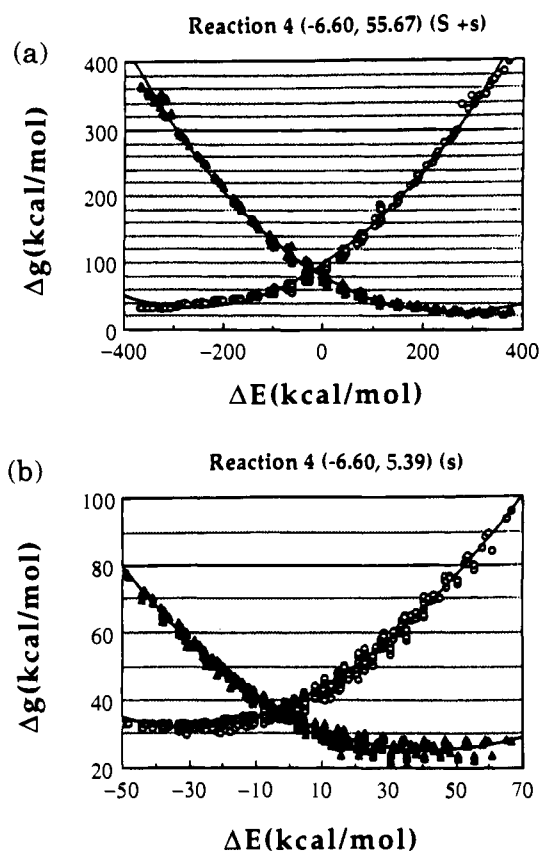 (a)
Reaction 4 (-6.60, 55.67) (S +s)
Δg(kcal/mol)
400
300
200
100
0
-400
-200
0
200
400
ΔE(kcal/mol)
(b)
Reaction 4 (-6.60, 5.39) (s)
Δg(kcal/mol)
100
80
60
40
20
-50
-30
-10
10
30
50
70
ΔE(kcal/mol)